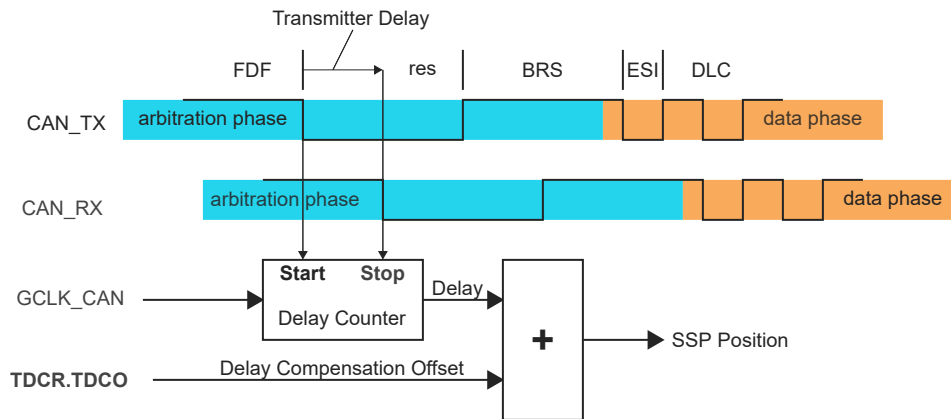 Transmitter Delay
FDF res BRS ESI DLC
CAN_TX arbitration phase data phase
CAN_RX arbitration phase data phase
Start Stop
GCLK_CAN Delay Counter Delay + SSP Position
TDCR.TDCO Delay Compensation Offset